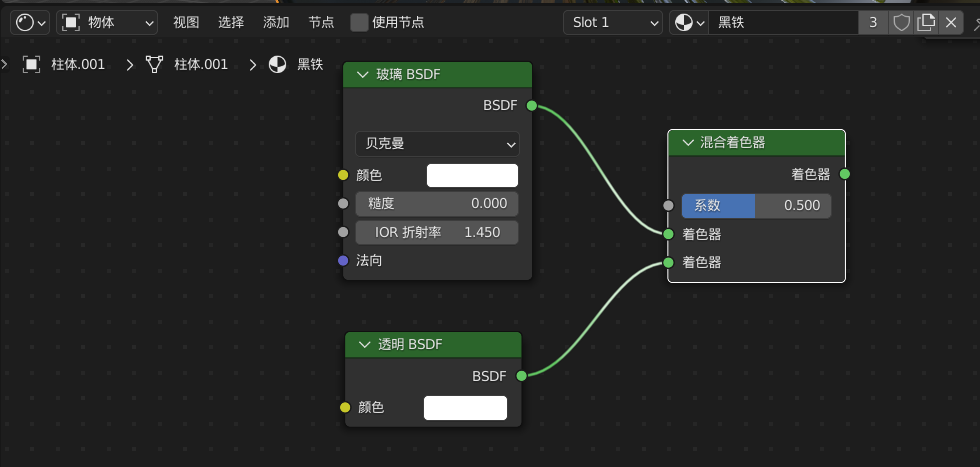 物体 视图 选择 添加 节点 使用节点 Slot 1 黑铁 3
柱体.001 柱体.001 黑铁
玻璃 BSDF
BSDF
贝克曼
颜色
糙度 0.000
IOR 折射率 1.450
法向
混合着色器
着色器
系数 0.500
着色器
着色器
透明 BSDF
BSDF
颜色